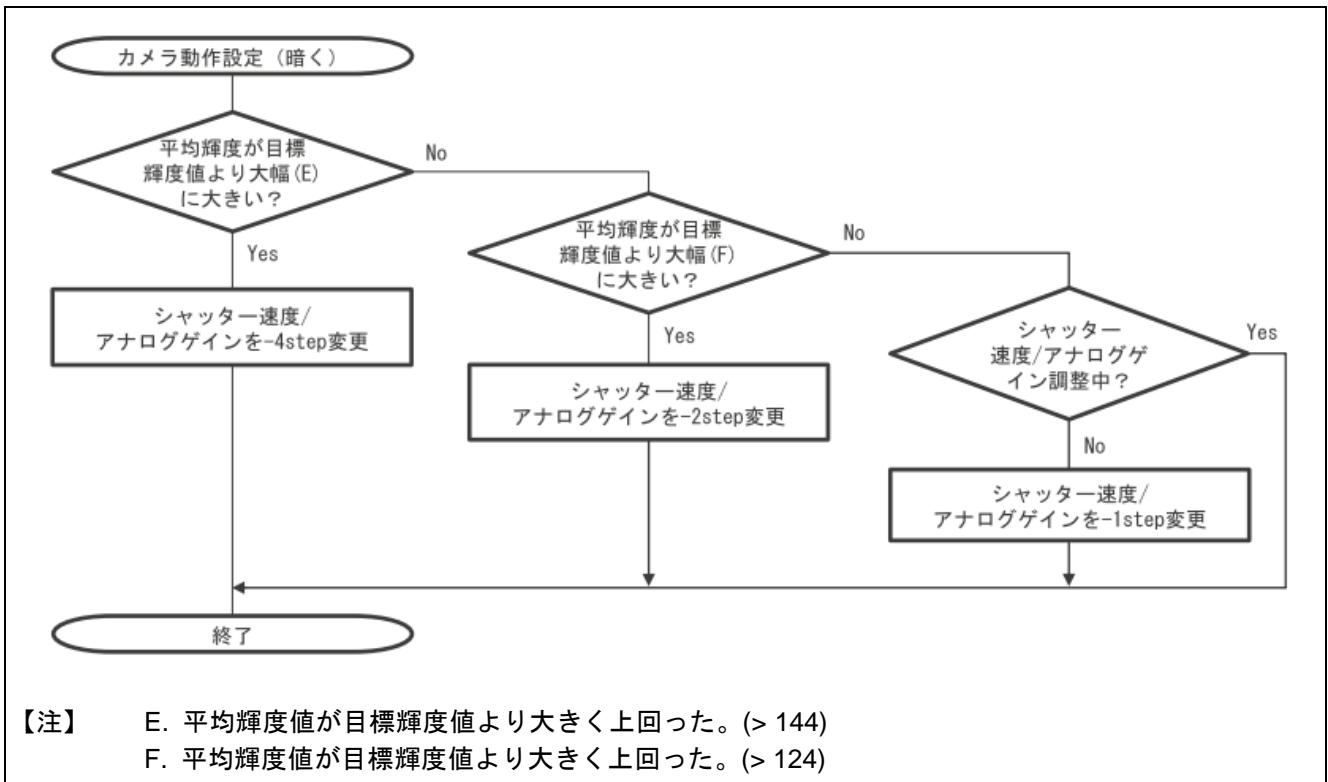 カメラ動作設定（暗く）
平均輝度が目標
輝度値より大幅(E)
に大きい？
No
Yes
シャッター速度/
アナログゲインを-4step変更
平均輝度が目標
輝度値より大幅(F)
に大きい？
No
Yes
シャッター速度/
アナログゲインを-2step変更
シャッター
速度/アナログゲ
イン調整中？
Yes
No
シャッター速度/
アナログゲインを-1step変更
終了
【注】 E. 平均輝度値が目標輝度値より大きく上回った。(> 144)
F. 平均輝度値が目標輝度値より大きく上回った。(> 124)